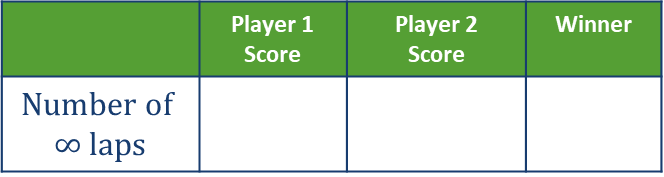 Player 1
Score
Player 2
Score
Winner
Number of
∞ laps